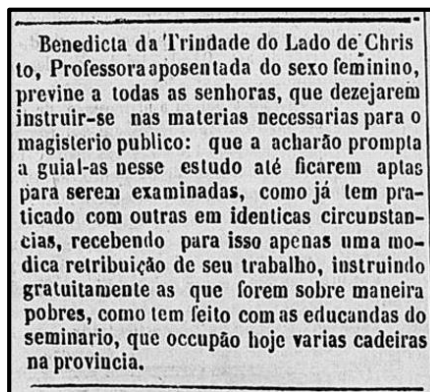 Benedicta da Trindade do Lado de Chris
to, Professora aposentada do sexo feminino,
previne a todas as senhoras, que dezejarem
instruir-se nas materias necessarias para o
magisterio publico: que a acharão prompta
a guial-as nesse estudo até ficarem aptas
para serem examinadas, como já tem pra-
ticado com outras em identicas circunstan-
cias, recebendo para isso apenas uma mo-
dica retribuição de seu trabalho, instruindo
gratuitamente as que forem sobre maneira
pobres, como tem feito com as educandas do
seminario, que occupão hoje varias cadeiras
na provincia.